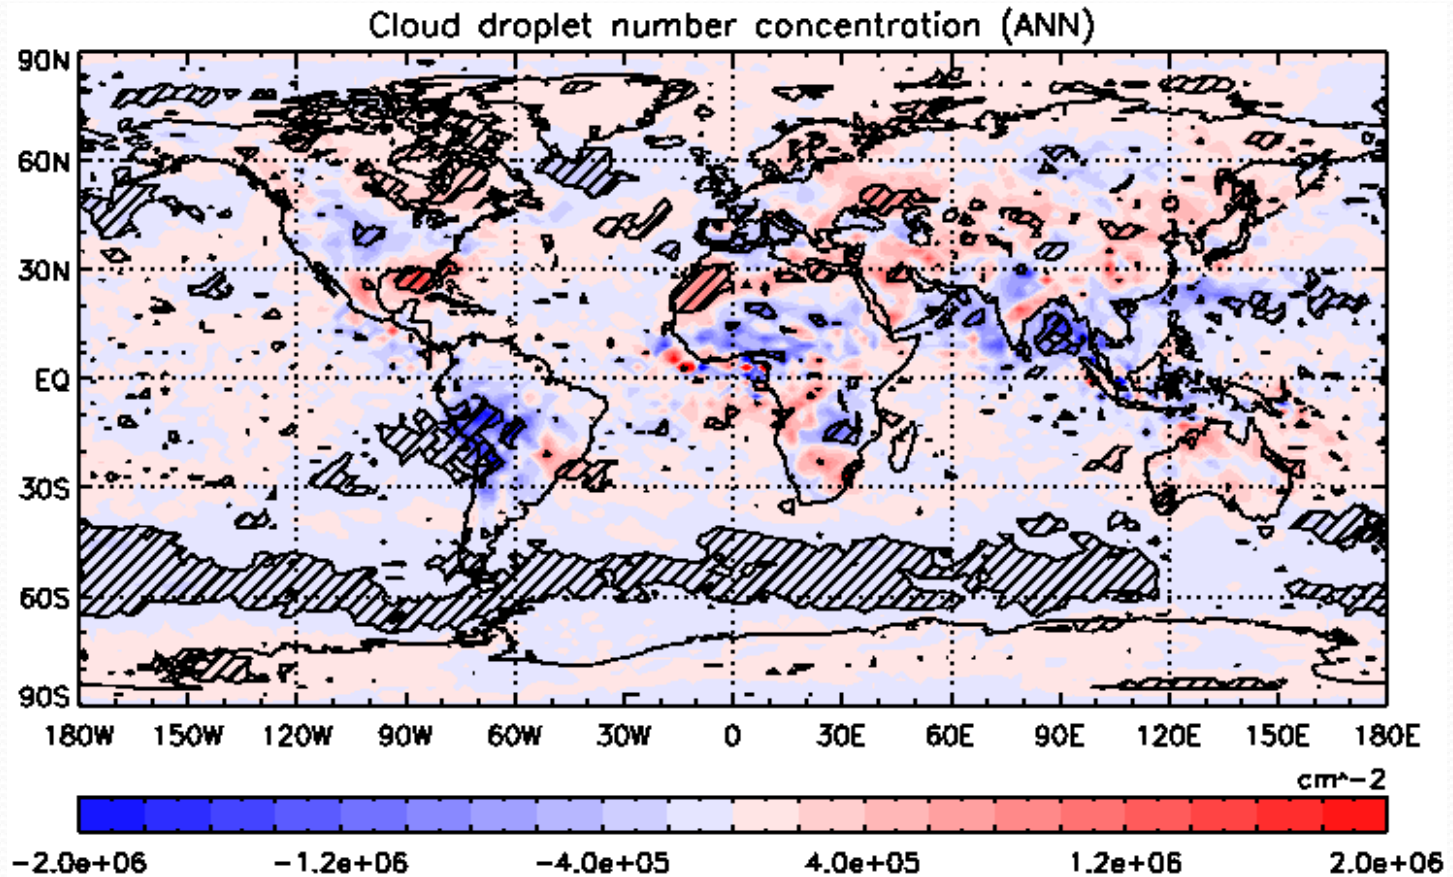 Cloud droplet number concentration (ANN)
90N
60N
30N
EQ
30S
60S
90S
180W 150W 120W 90W 60W 30W 0 30E 60E 90E 120E 150E 180E
cm^-2
-2.0e+06 -1.2e+06 -4.0e+05 4.0e+05 1.2e+06 2.0e+06